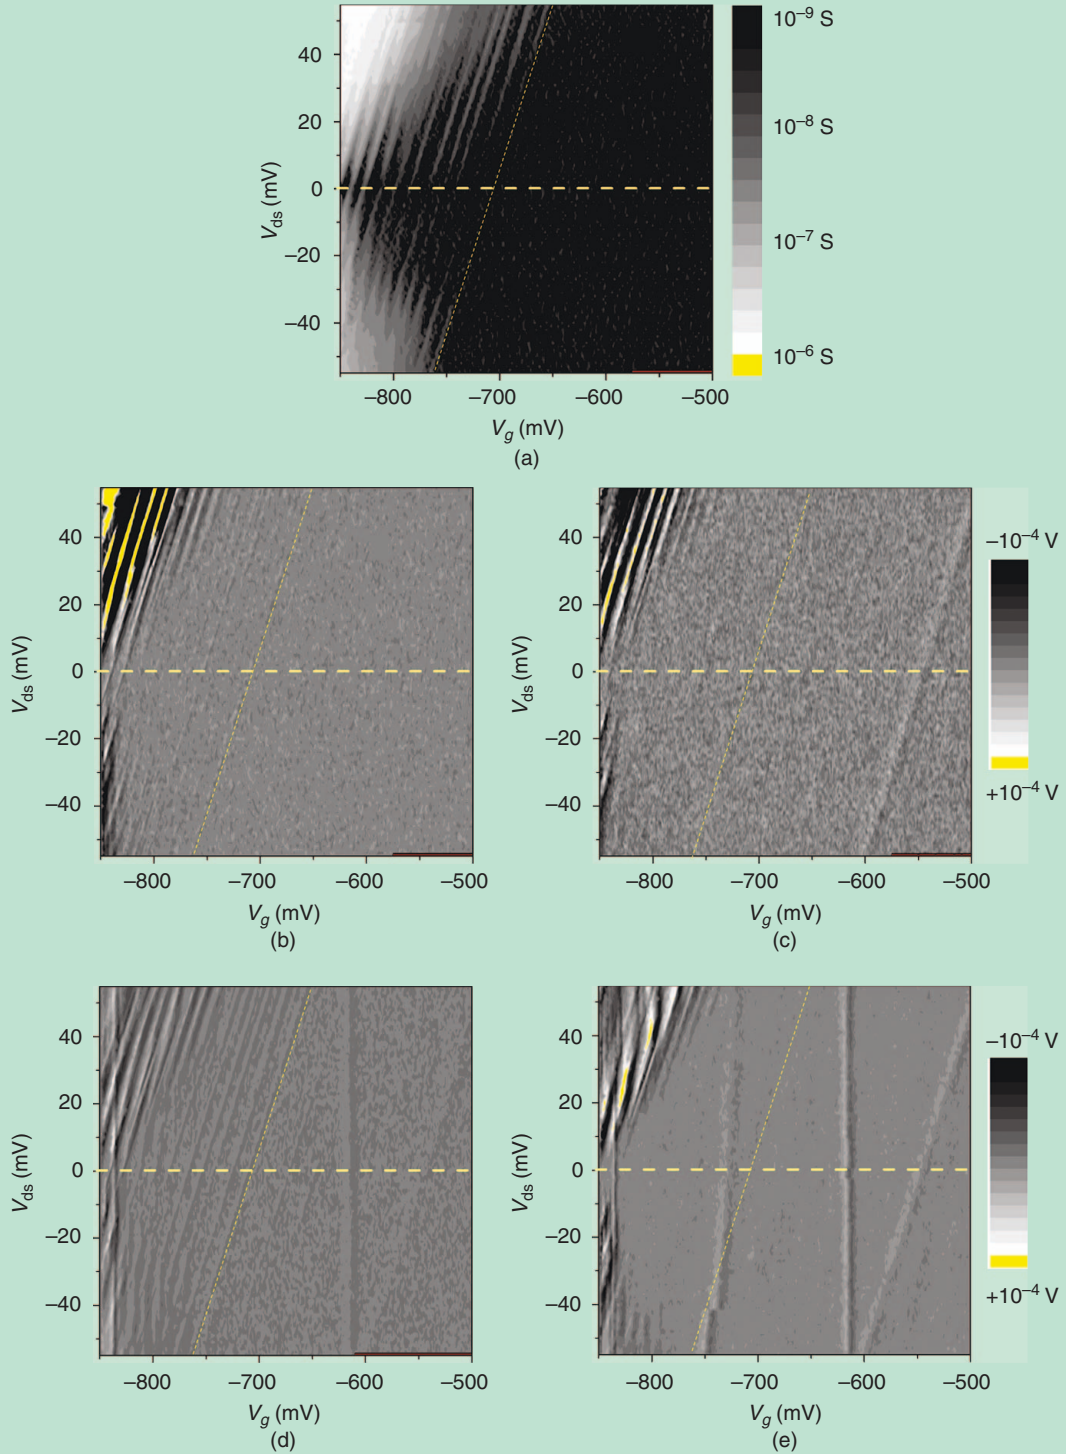 40
20
0
−20
−40
V_ds (mV)
−800 −700 −600 −500
V_g (mV)
(a)
10⁻⁹ S
10⁻⁸ S
10⁻⁷ S
10⁻⁶ S
40
20
0
−20
−40
V_ds (mV)
−800 −700 −600 −500
V_g (mV)
(b)
40
20
0
−20
−40
V_ds (mV)
−800 −700 −600 −500
V_g (mV)
(c)
−10⁻⁴ V
+10⁻⁴ V
40
20
0
−20
−40
V_ds (mV)
−800 −700 −600 −500
V_g (mV)
(d)
40
20
0
−20
−40
V_ds (mV)
−800 −700 −600 −500
V_g (mV)
(e)
−10⁻⁴ V
+10⁻⁴ V